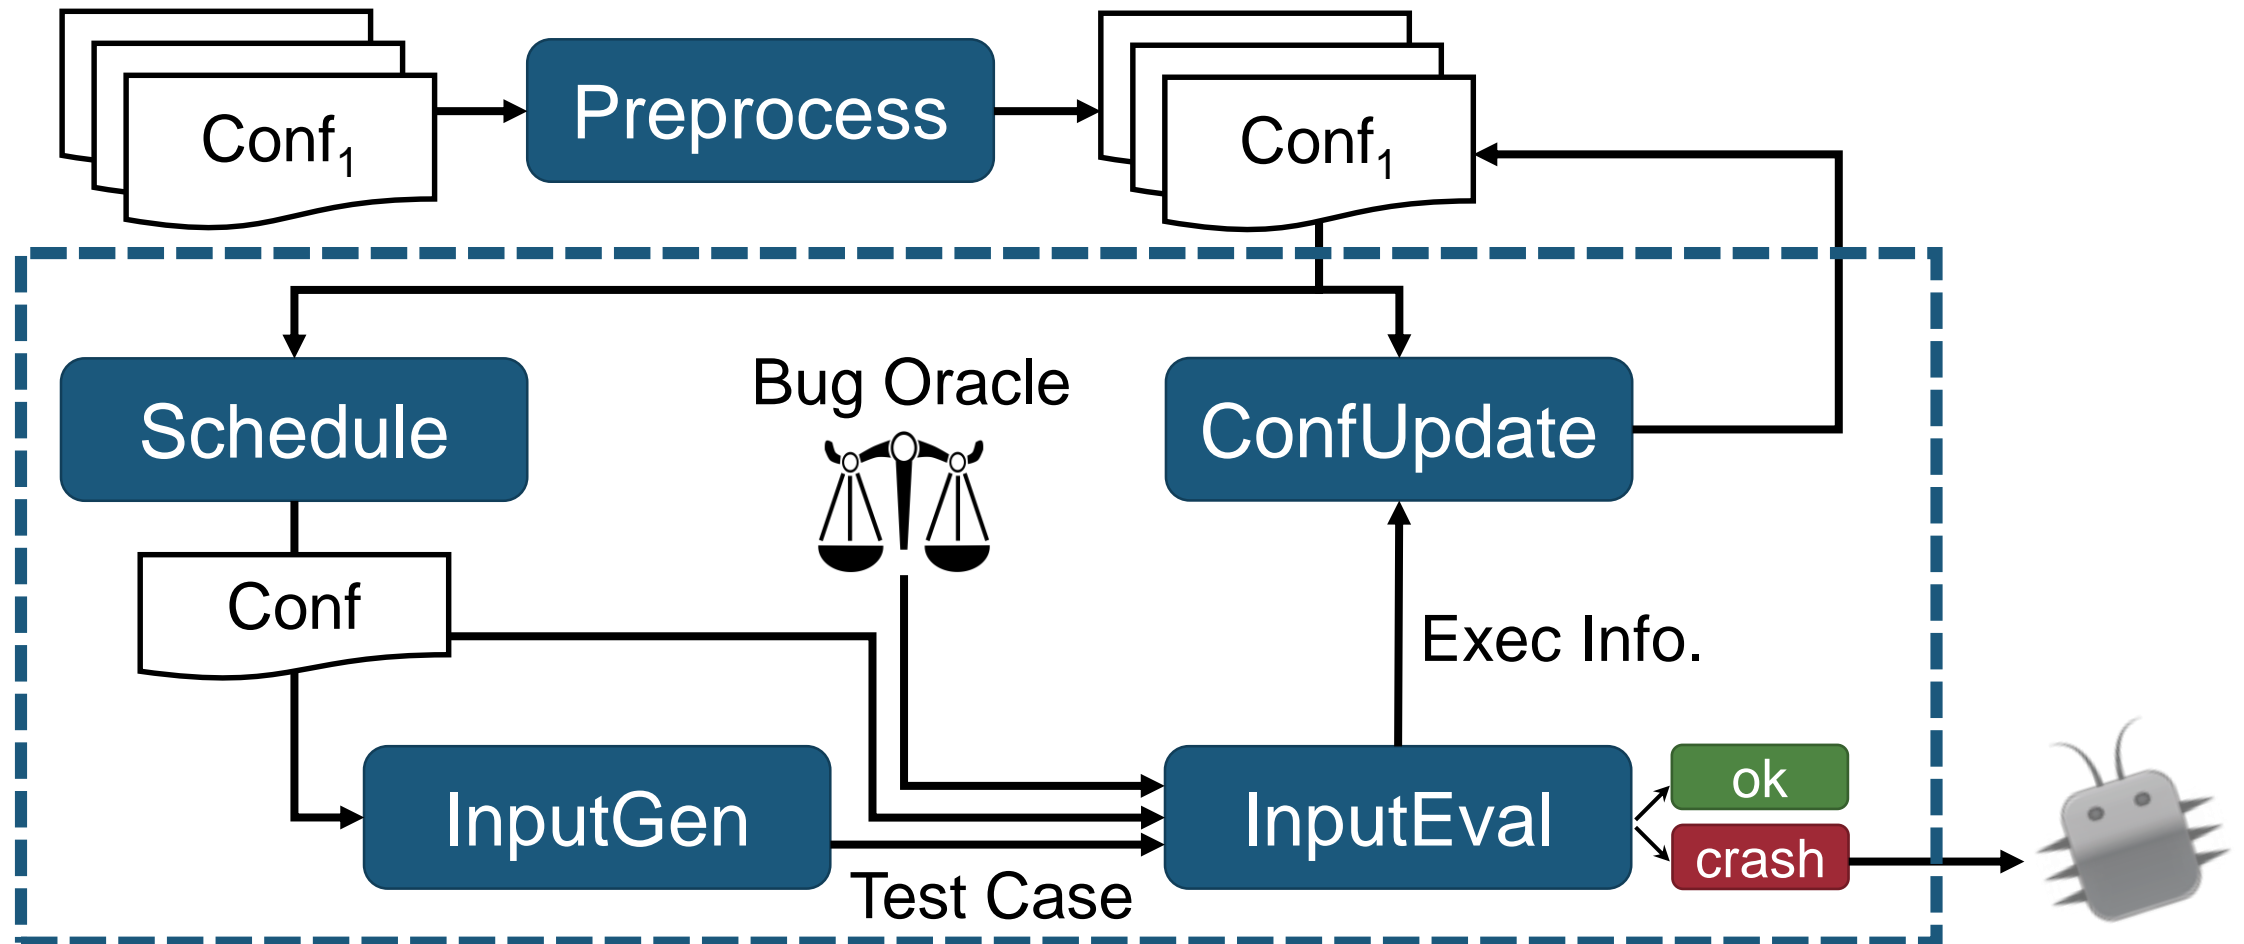 Conf₁
Preprocess
Conf₁
Schedule
Bug Oracle
ConfUpdate
Conf
Exec Info.
InputGen
InputEval
ok
crash
Test Case